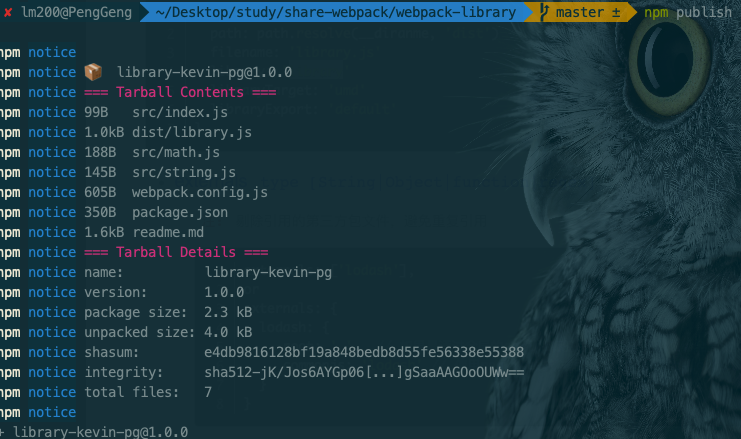 ✘ lm200@PengGeng ~/Desktop/study/share-webpack/webpack-library master ± npm publish
npm notice
npm notice 📦 library-kevin-pg@1.0.0
npm notice === Tarball Contents ===
npm notice 99B src/index.js
npm notice 1.0kB dist/library.js
npm notice 188B src/math.js
npm notice 145B src/string.js
npm notice 605B webpack.config.js
npm notice 350B package.json
npm notice 1.6kB readme.md
npm notice === Tarball Details ===
npm notice name: library-kevin-pg
npm notice version: 1.0.0
npm notice package size: 2.3 kB
npm notice unpacked size: 4.0 kB
npm notice shasum: e4db9816128bf19a848bedb8d55fe56338e55388
npm notice integrity: sha512-jK/Jos6AYGp06[...]gSaaAAGOoOUWw==
npm notice total files: 7
npm notice
+ library-kevin-pg@1.0.0